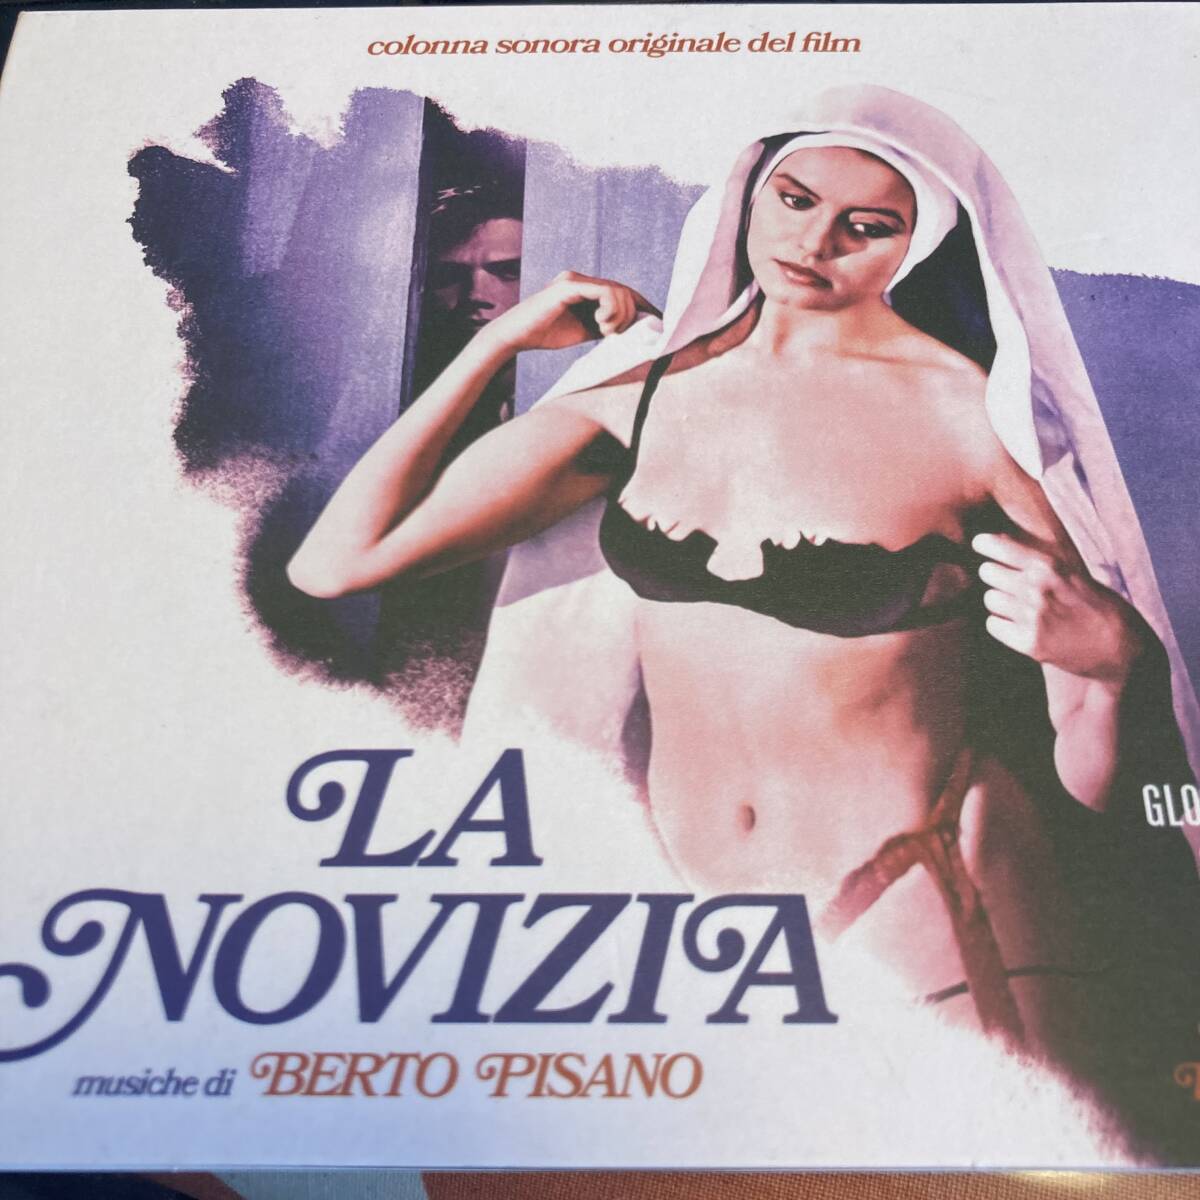 colonna sonora originale del film
LA
NOVIZIA
musiche di BERTO PISANO